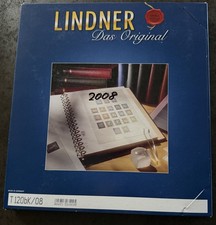 LINDNER
Das Original
2008
T120bK/08